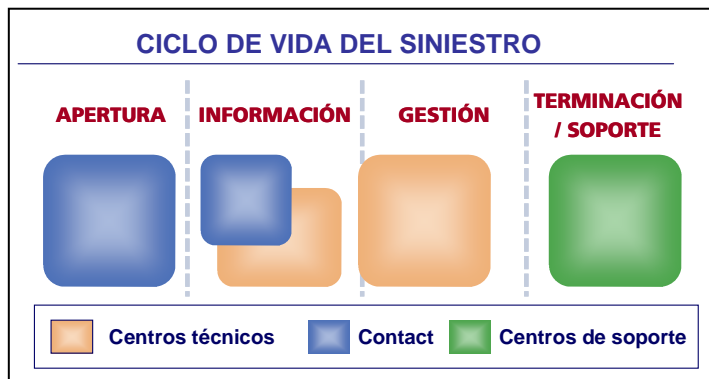 CICLO DE VIDA DEL SINIESTRO
APERTURA
INFORMACIÓN
GESTIÓN
TERMINACIÓN
/ SOPORTE
Centros técnicos
Contact
Centros de soporte